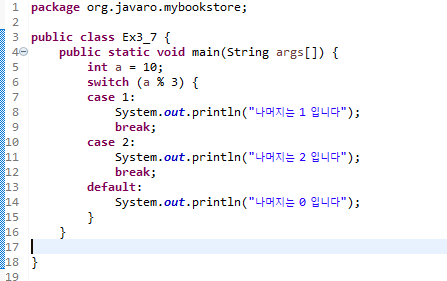 1 package org.javaro.mybookstore;
2
3 public class Ex3_7 {
4 public static void main(String args[]) {
5 int a = 10;
6 switch (a % 3) {
7 case 1:
8 System.out.println("나머지는 1 입니다");
9 break;
10 case 2:
11 System.out.println("나머지는 2 입니다");
12 break;
13 default:
14 System.out.println("나머지는 0 입니다");
15 }
16 }
17
18 }
19